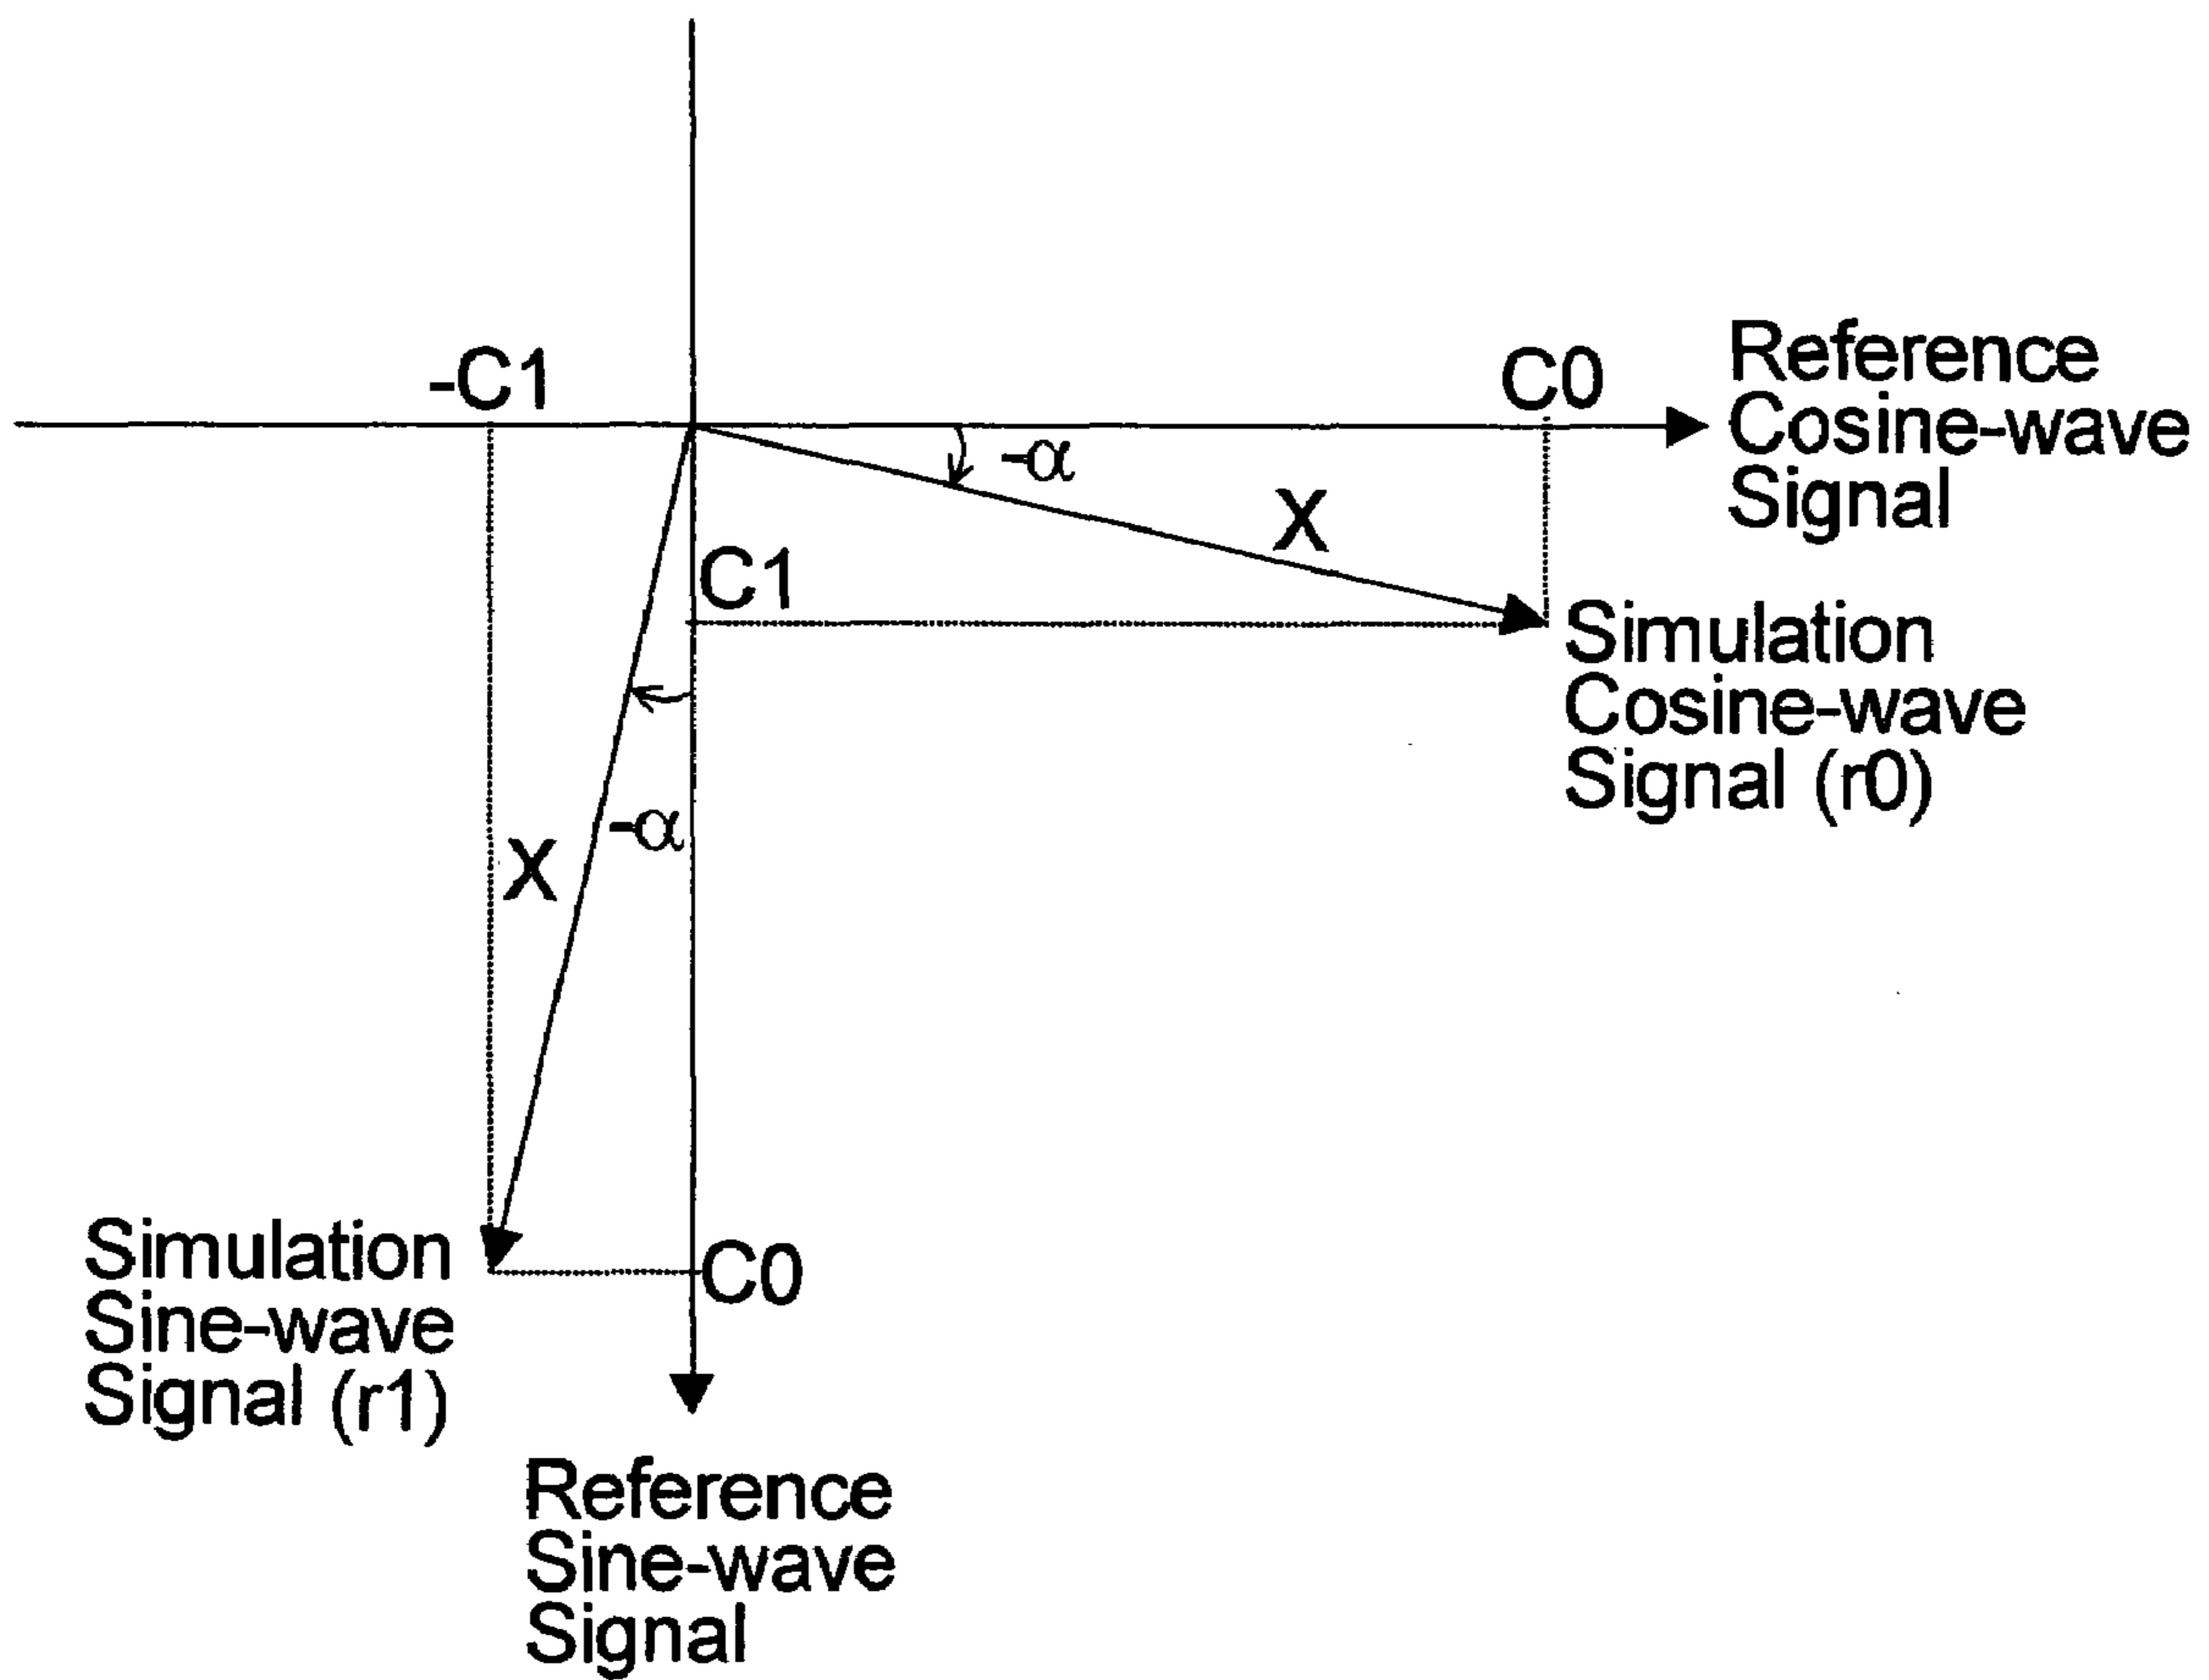 -C1
C0
Reference
Cosine-wave
Signal
-α
X
C1
Simulation
Cosine-wave
Signal (r0)
-α
X
Simulation
Sine-wave
Signal (r1)
C0
Reference
Sine-wave
Signal